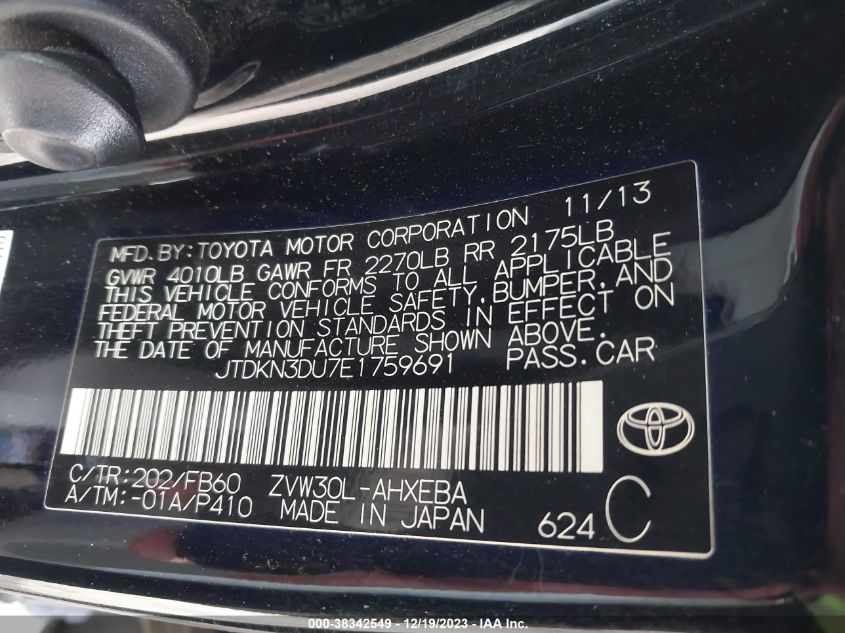 MFD.BY:TOYOTA MOTOR CORPORATION 11/13
GVWR 4010LB GAWR FR 2270LB RR 2175LB
THIS VEHICLE CONFORMS TO ALL APPLICABLE
FEDERAL MOTOR VEHICLE SAFETY,BUMPER,AND
THEFT PREVENTION STANDARDS IN EFFECT ON
THE DATE OF MANUFACTURE SHOWN ABOVE.
JTDKN3DU7E1759691 PASS.CAR
C/TR:202/FB60 ZVW30L-AHXEBA
A/TM:-01A/P410 MADE IN JAPAN 624 C
000-38342549 - 12/19/2023 - IAA Inc.